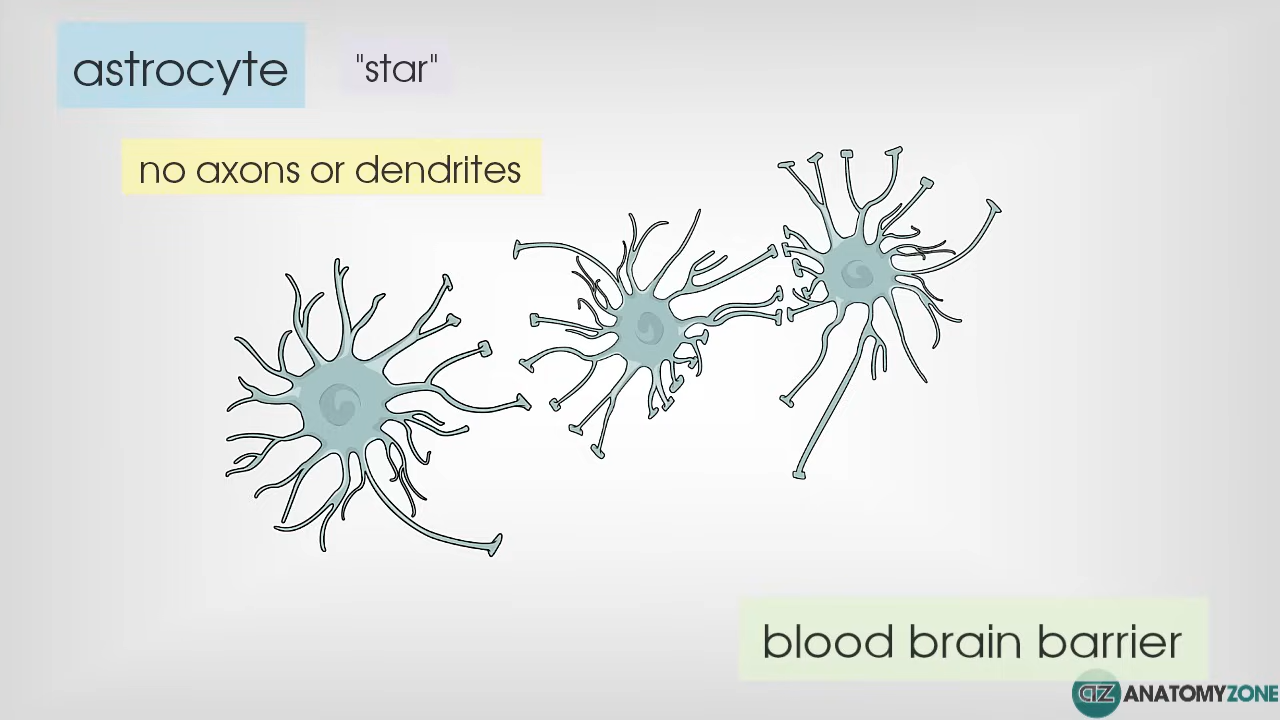 astrocyte
"star"
no axons or dendrites
blood brain barrier
AZ ANATOMYZONE